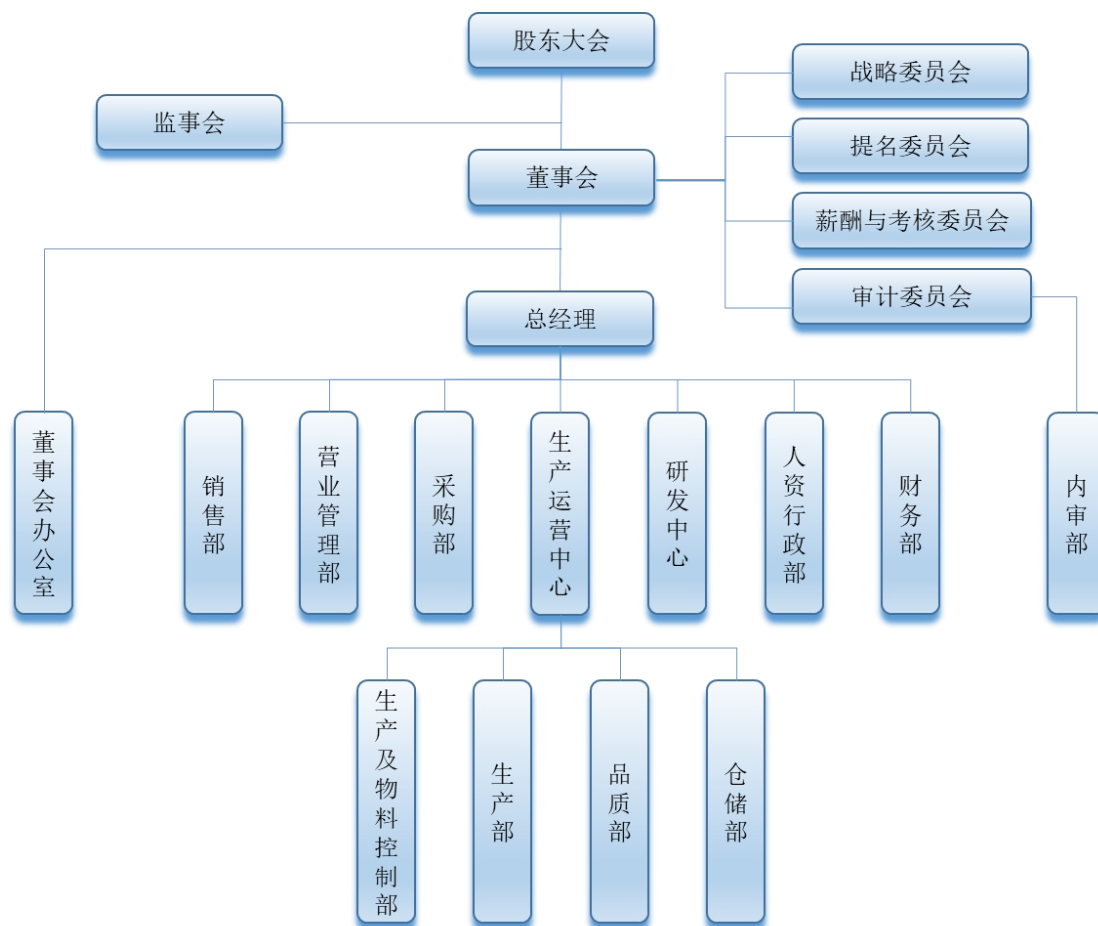 股东大会
战略委员会
监事会
提名委员会
董事会
薪酬与考核委员会
审计委员会
总经理
董事会办公室
销售部
营业管理部
采购部
生产运营中心
研发中心
人资行政部
财务部
内审部
生产及物料控制部
生产部
品质部
仓储部